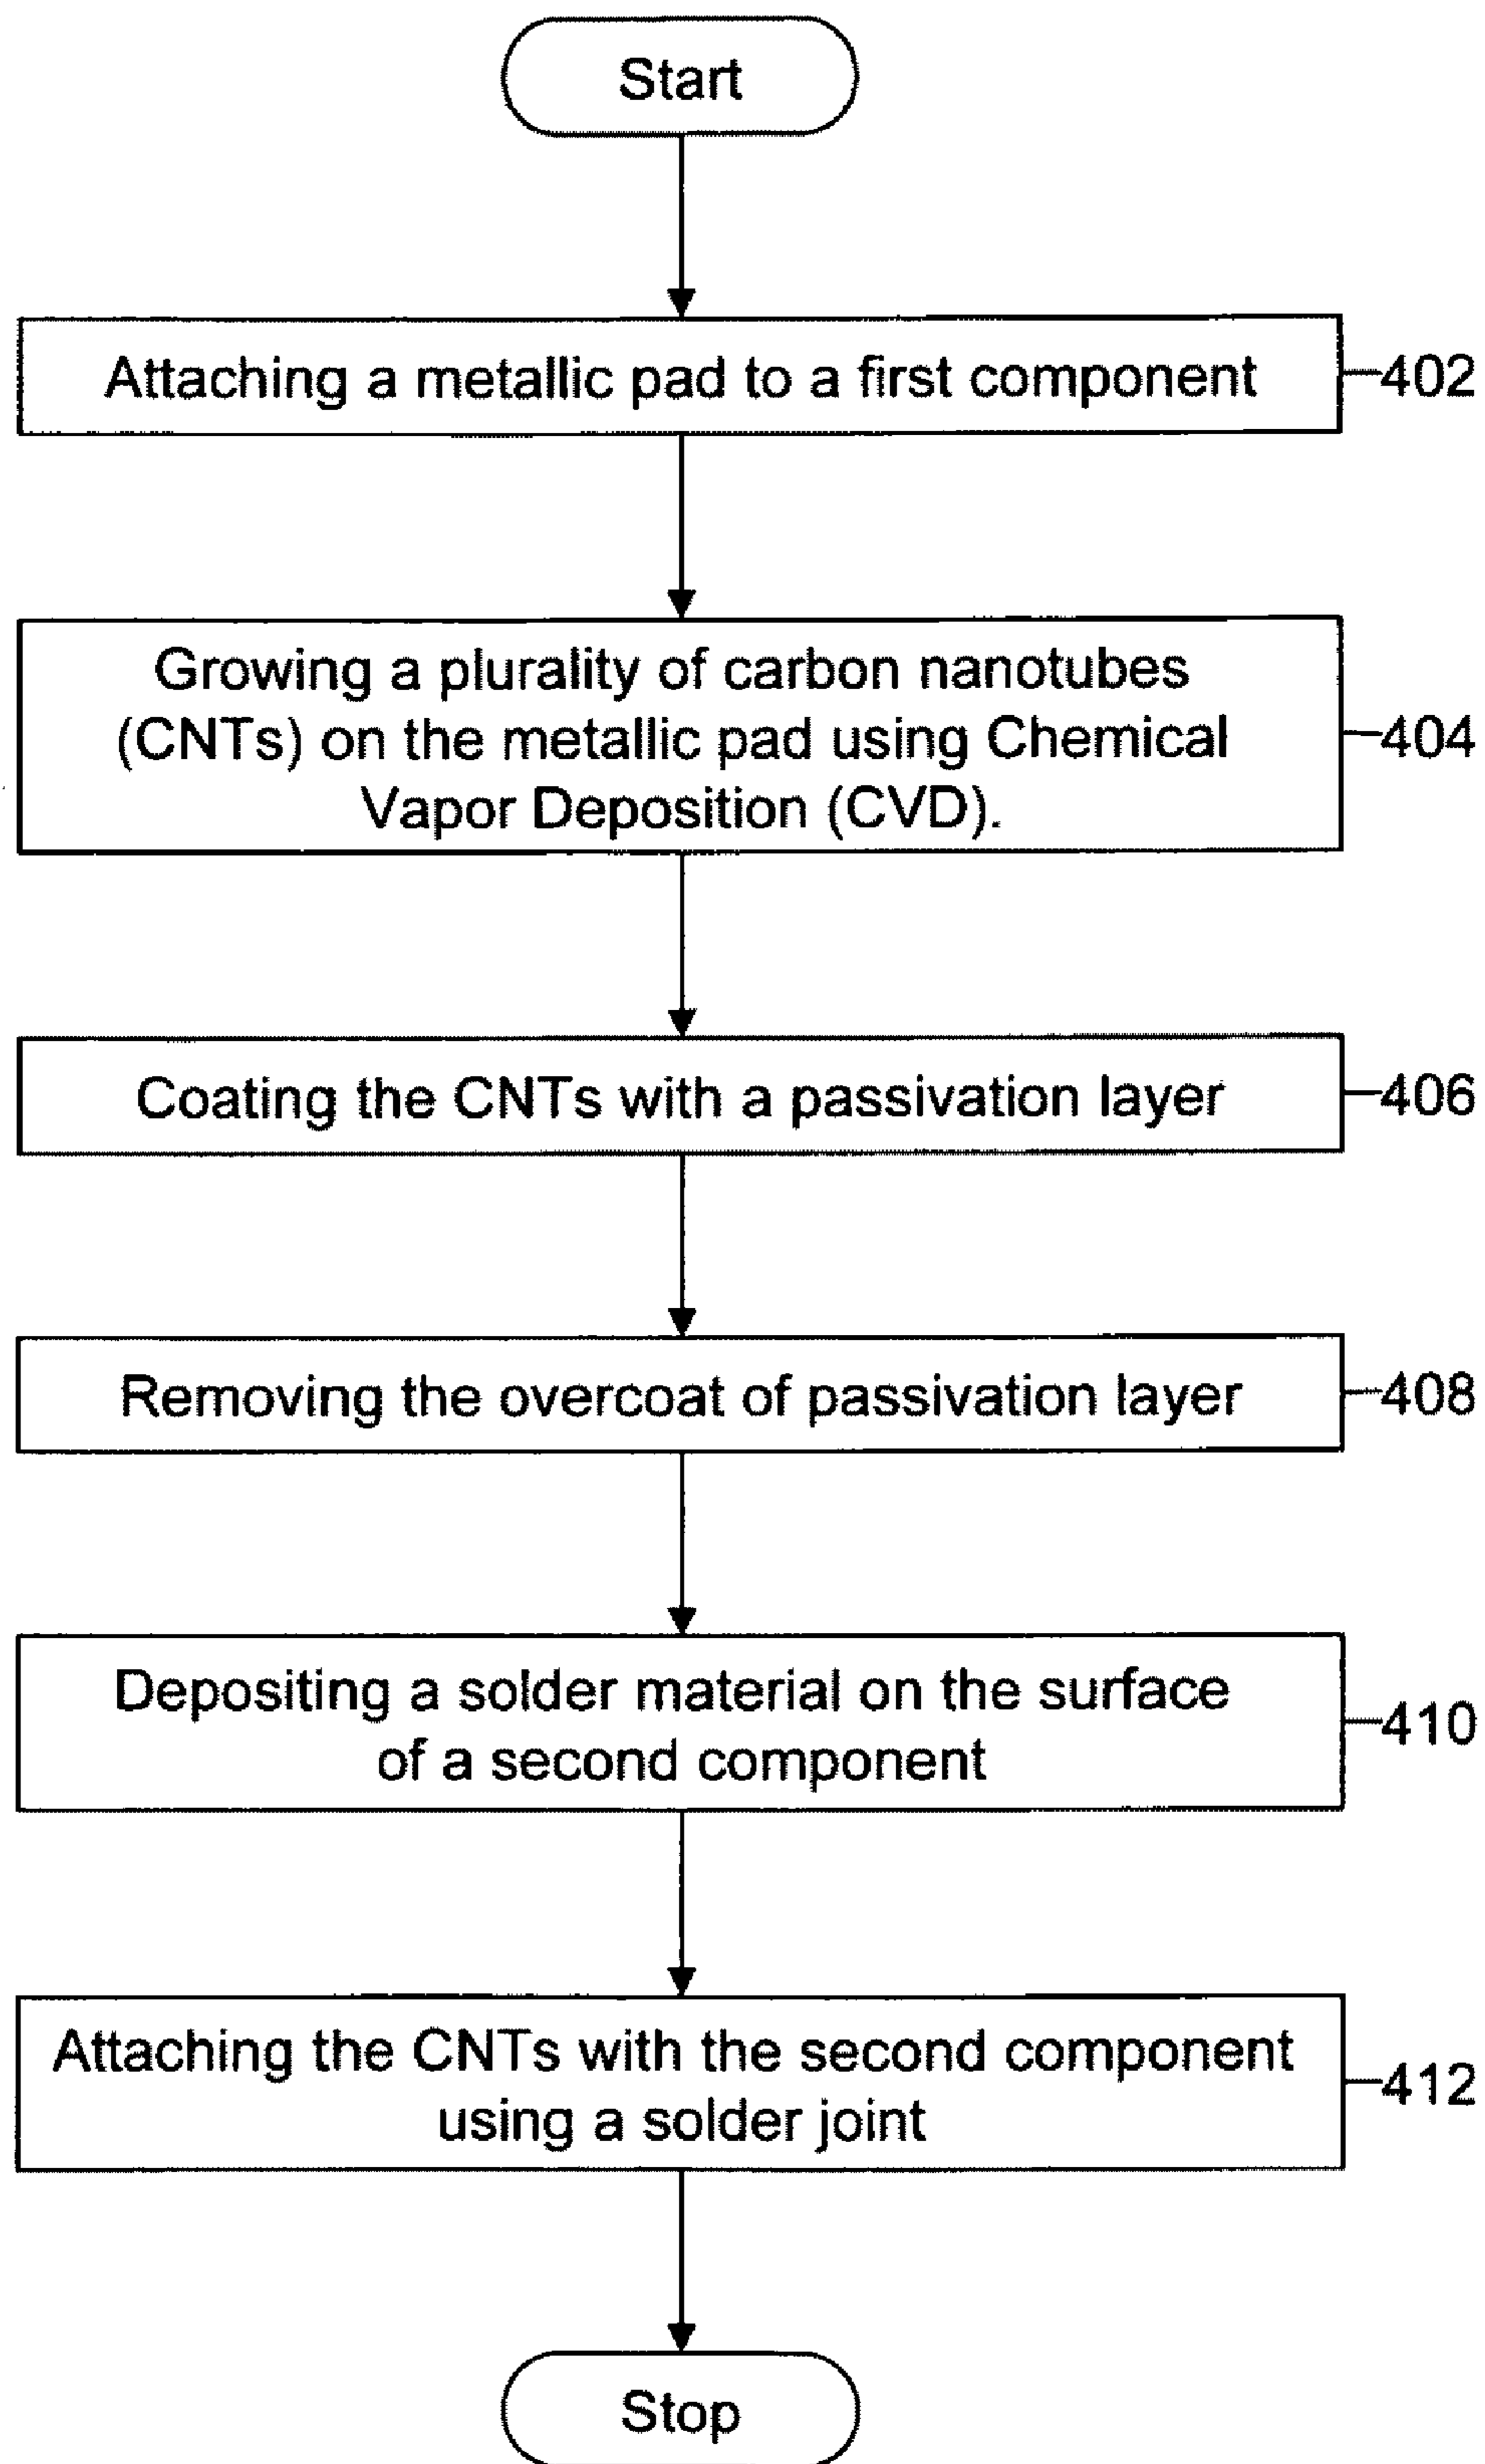 Start
Attaching a metallic pad to a first component
402
Growing a plurality of carbon nanotubes
(CNTs) on the metallic pad using Chemical
Vapor Deposition (CVD).
404
Coating the CNTs with a passivation layer
406
Removing the overcoat of passivation layer
408
Depositing a solder material on the surface
of a second component
410
Attaching the CNTs with the second component
using a solder joint
412
Stop